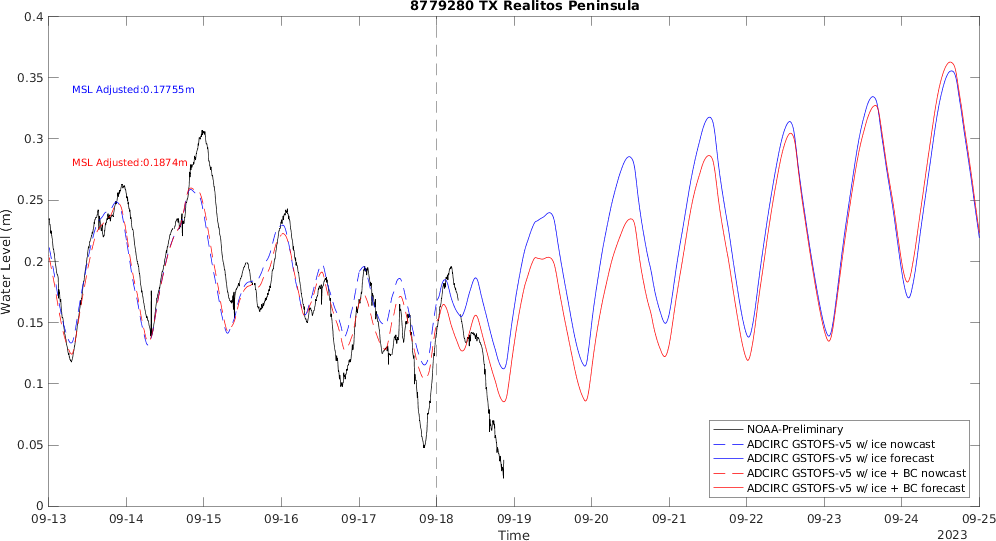 8779280 TX Realitos Peninsula
0.4
0.35
0.3
0.25
0.2
0.15
0.1
0.05
0
Water Level (m)
MSL Adjusted:0.17755m
MSL Adjusted:0.1874m
NOAA-Preliminary
ADCIRC GSTOFS-v5 w/ ice nowcast
ADCIRC GSTOFS-v5 w/ ice forecast
ADCIRC GSTOFS-v5 w/ ice + BC nowcast
ADCIRC GSTOFS-v5 w/ ice + BC forecast
09-13 09-14 09-15 09-16 09-17 09-18 09-19 09-20 09-21 09-22 09-23 09-24 09-25
Time
2023